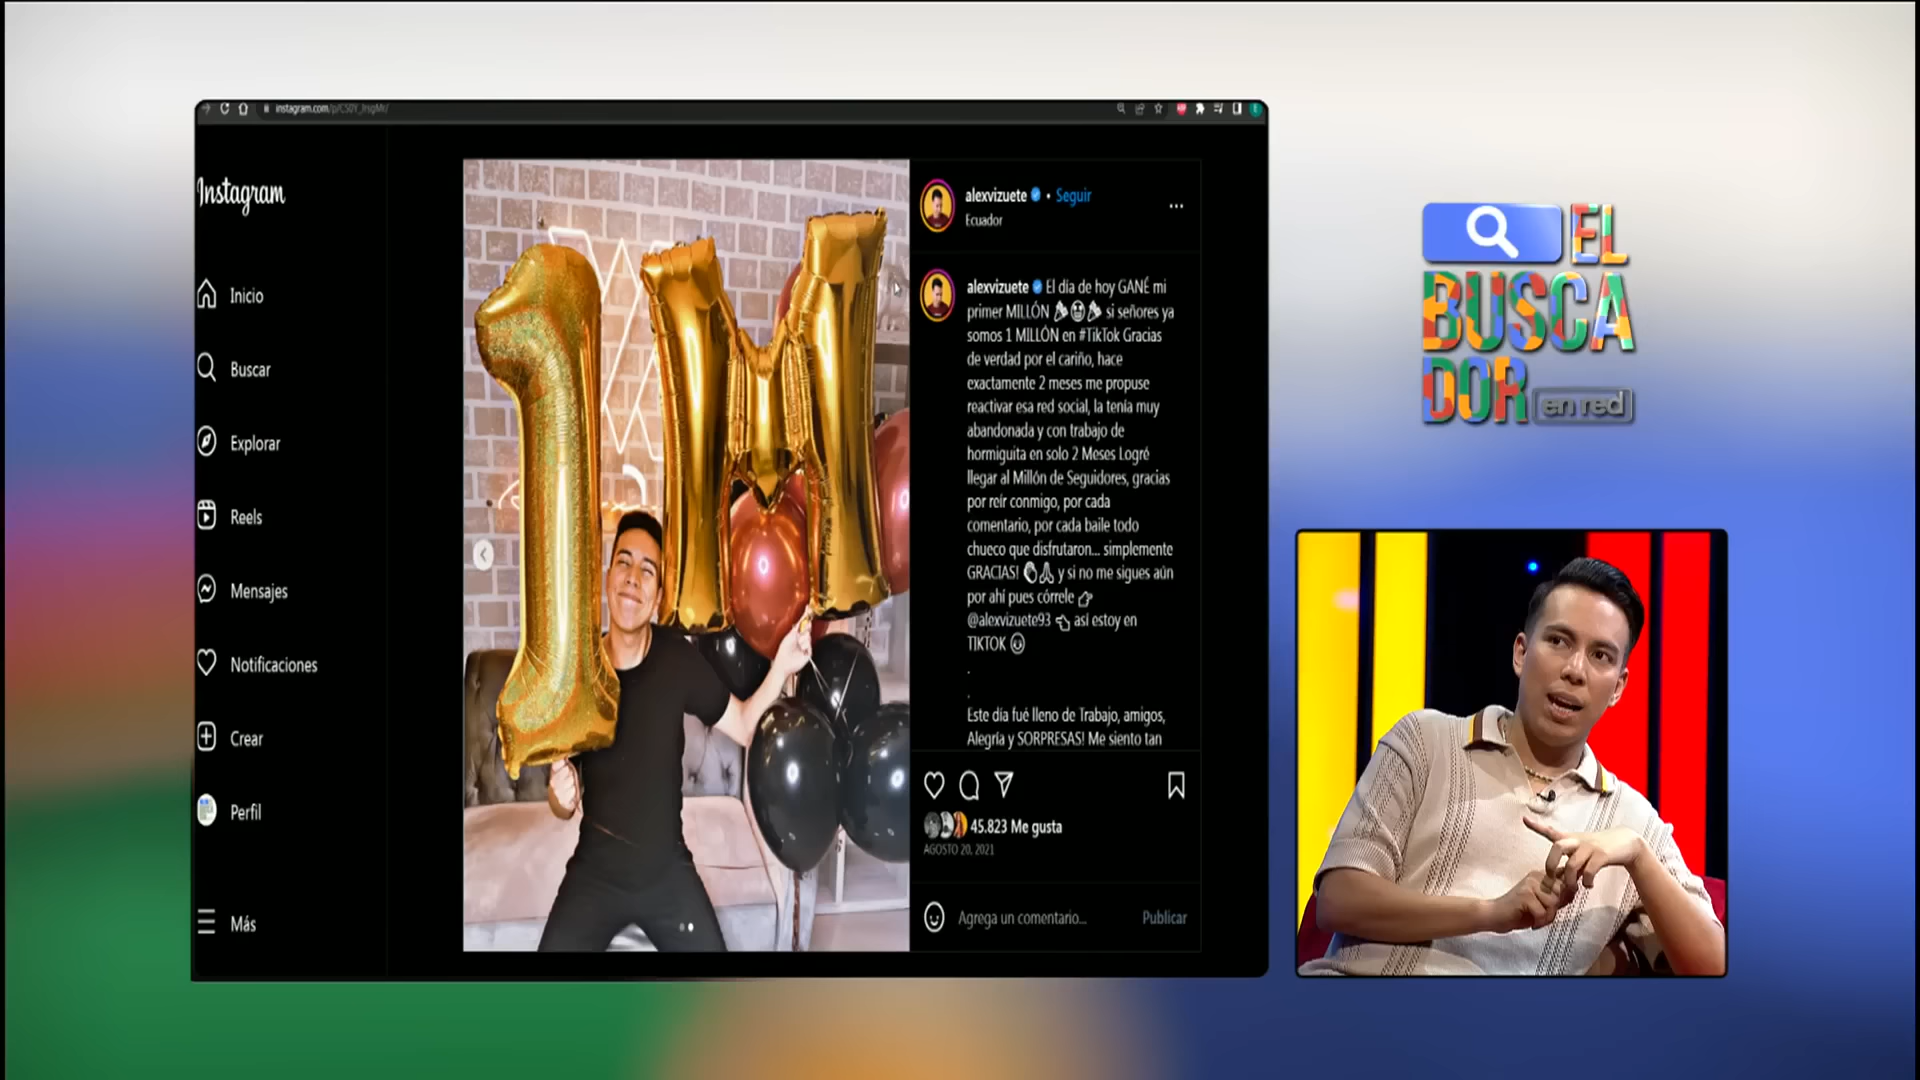 instagram.com
Instagram
Inicio
Buscar
Explorar
Reels
Mensajes
Notificaciones
Crear
Perfil
Más
1M
alexvizuete • Seguir
Ecuador
alexvizuete El día de hoy GANÉ mi
primer MILLÓN 🎉🤩🎉 si señores ya
somos 1 MILLÓN en #TikTok Gracias
de verdad por el cariño, hace
exactamente 2 meses me propuse
reactivar esa red social, la tenía muy
abandonada y con trabajo de
hormiguita en solo 2 Meses Logré
llegar al Millón de Seguidores, gracias
por reír conmigo, por cada
comentario, por cada baile todo
chueco que disfrutaron... simplemente
GRACIAS! 👏🙏 y si no me sigues aún
por ahí pues córrele 👉
@alexvizuete93 👈 así estoy en
TIKTOK
.
.
Este día fué lleno de Trabajo, amigos,
Alegría y SORPRESAS! Me siento tan
45.823 Me gusta
AGOSTO 20, 2021
Agrega un comentario... Publicar
EL
BUSCA
DOR en red